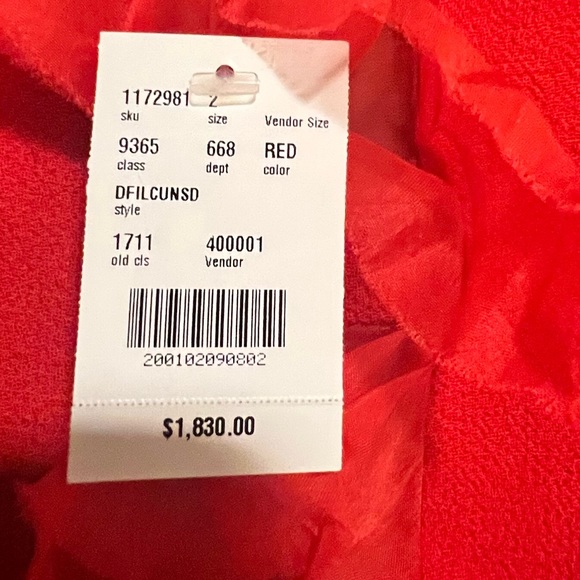 1172981 2
sku size Vendor Size
9365 668 RED
class dept color
DFILCUNSD
style
1711 400001
old cls Vendor
200102090802
$1,830.00